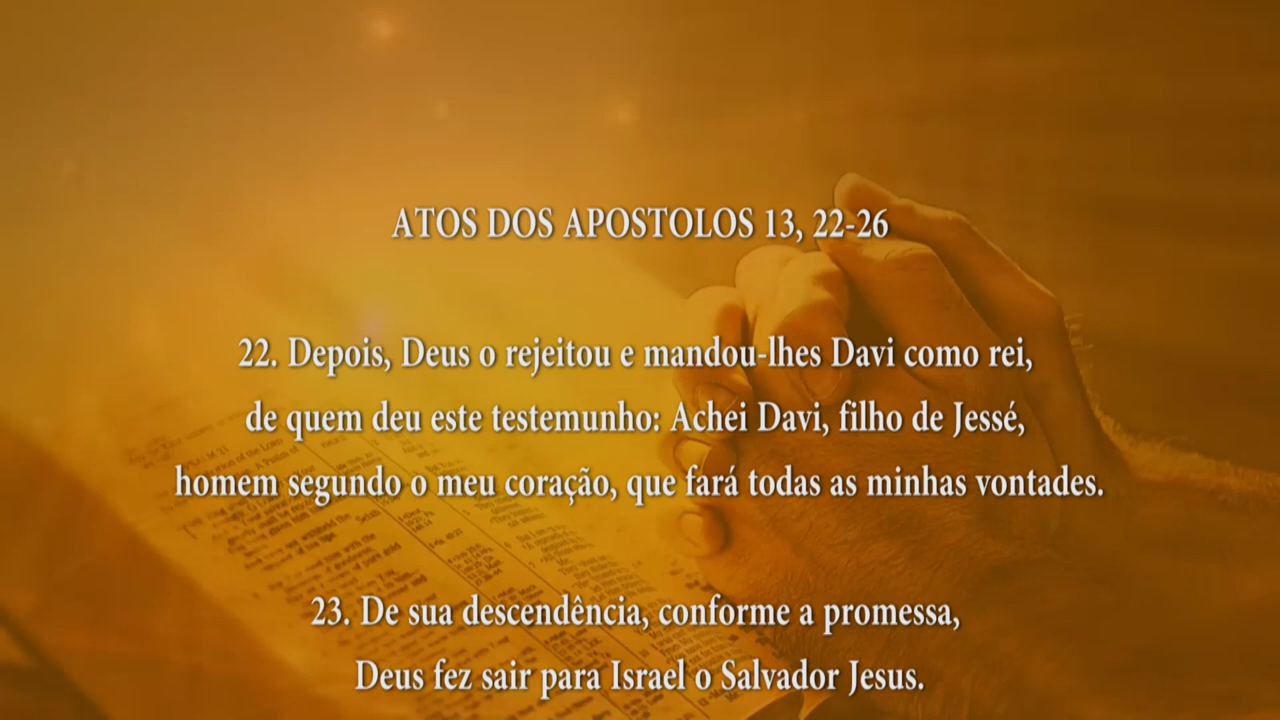 ATOS DOS APOSTOLOS 13, 22-26
22. Depois, Deus o rejeitou e mandou-lhes Davi como rei,
de quem deu este testemunho: Achei Davi, filho de Jessé,
homem segundo o meu coração, que fará todas as minhas vontades.
23. De sua descendência, conforme a promessa,
Deus fez sair para Israel o Salvador Jesus.